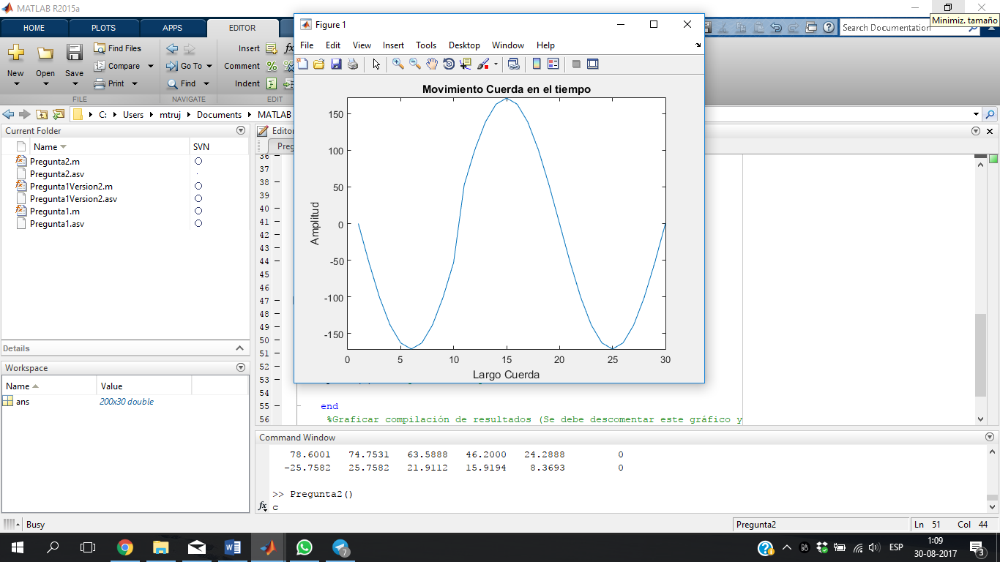 MATLAB R2015a
Minimiz. tamaño
HOME PLOTS APPS EDITOR
Search Documentation
New Open Save
Find Files
Compare
Print
Go To
Find
Insert
Comment
Indent
FILE NAVIGATE EDIT
C: Users mtruj Documents MATLAB
Current Folder
Name SVN
Pregunta2.m
Pregunta2.asv
Pregunta1Version2.m
Pregunta1Version2.asv
Pregunta1.m
Pregunta1.asv
Details
Workspace
Name Value
ans 200x30 double
Editor
Figure 1
File Edit View Insert Tools Desktop Window Help
Movimiento Cuerda en el tiempo
Amplitud
150
100
50
0
-50
-100
-150
0 5 10 15 20 25 30
Largo Cuerda
36
37
38
39
40
41
42
43
44
45
46
47
48
49
50
51
52
53
54
55 end
56 %Graficar compilación de resultados (Se debe descomentar este gráfico y
Command Window
78.6001 74.7531 63.5888 46.2000 24.2888 0
-25.7582 25.7582 21.9112 15.9194 8.3693 0
>> Pregunta2()
fx c
Busy
Pregunta2
Ln 51 Col 44
7
ESP
1:09
30-08-2017
3